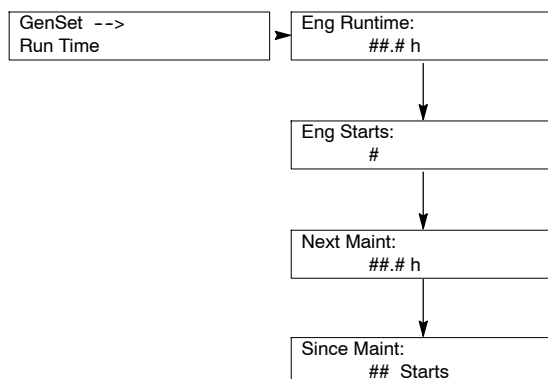 GenSet -->
Run Time
Eng Runtime:
##.# h
Eng Starts:
#
Next Maint:
##.# h
Since Maint:
## Starts